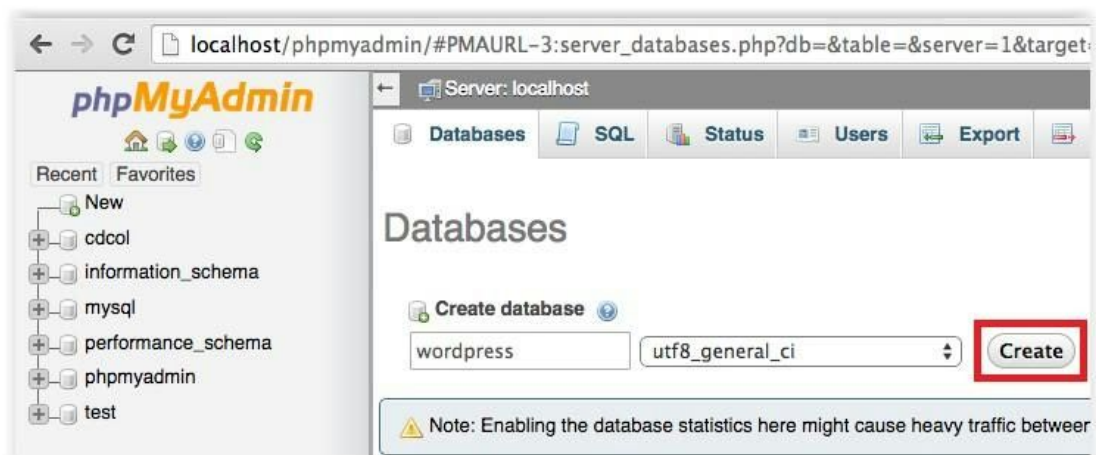 localhost/phpmyadmin/#PMAURL-3:server_databases.php?db=&table=&server=1&target=
phpMyAdmin
Recent Favorites
New
cdcol
information_schema
mysql
performance_schema
phpmyadmin
test
Server: localhost
Databases SQL Status Users Export
Databases
Create database
wordpress utf8_general_ci Create
Note: Enabling the database statistics here might cause heavy traffic between